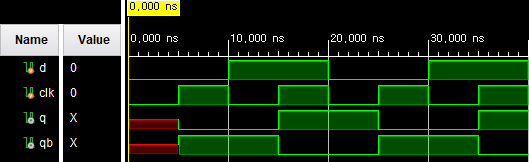 0,000 ns
Name Value
0,000 ns 10,000 ns 20,000 ns 30,000 ns
d 0
clk 0
q X
qb X